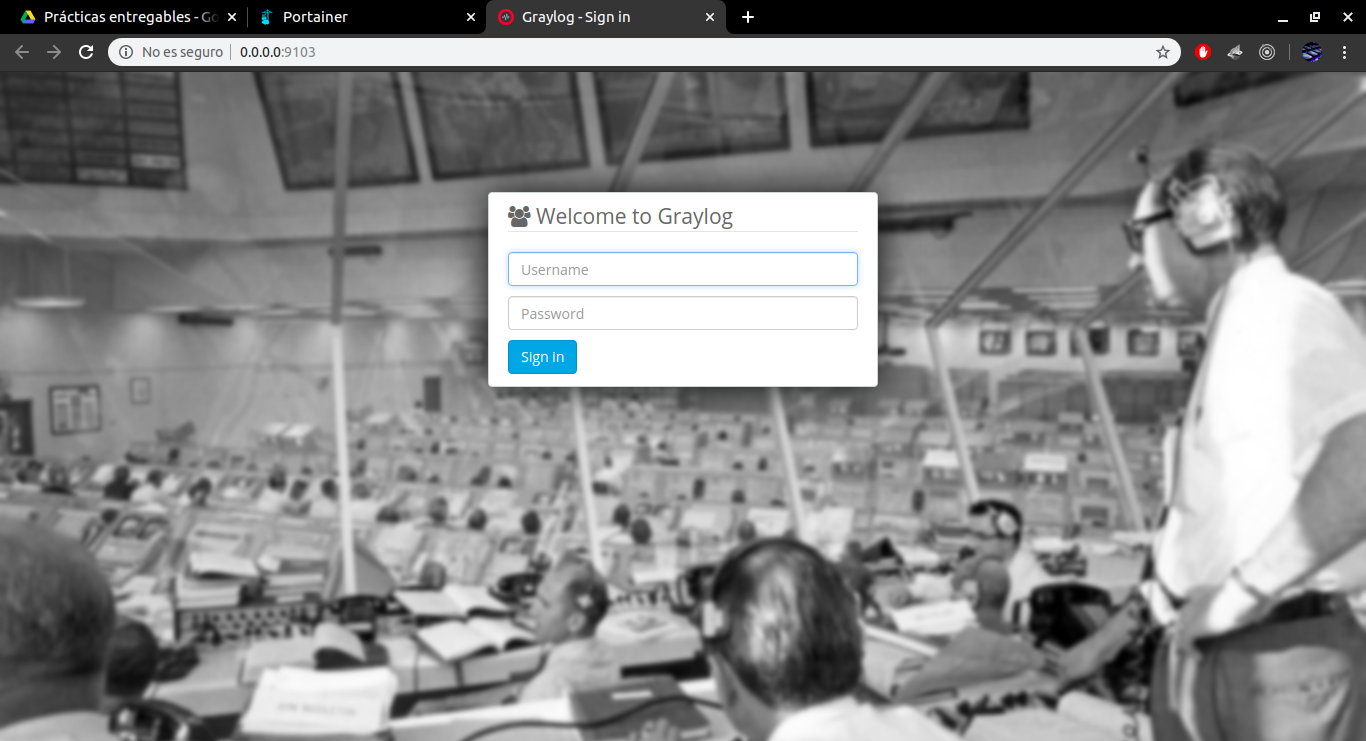 Prácticas entregables - Go
Portainer
Graylog - Sign in
No es seguro
0.0.0.0:9103
Welcome to Graylog
Username
Password
Sign in